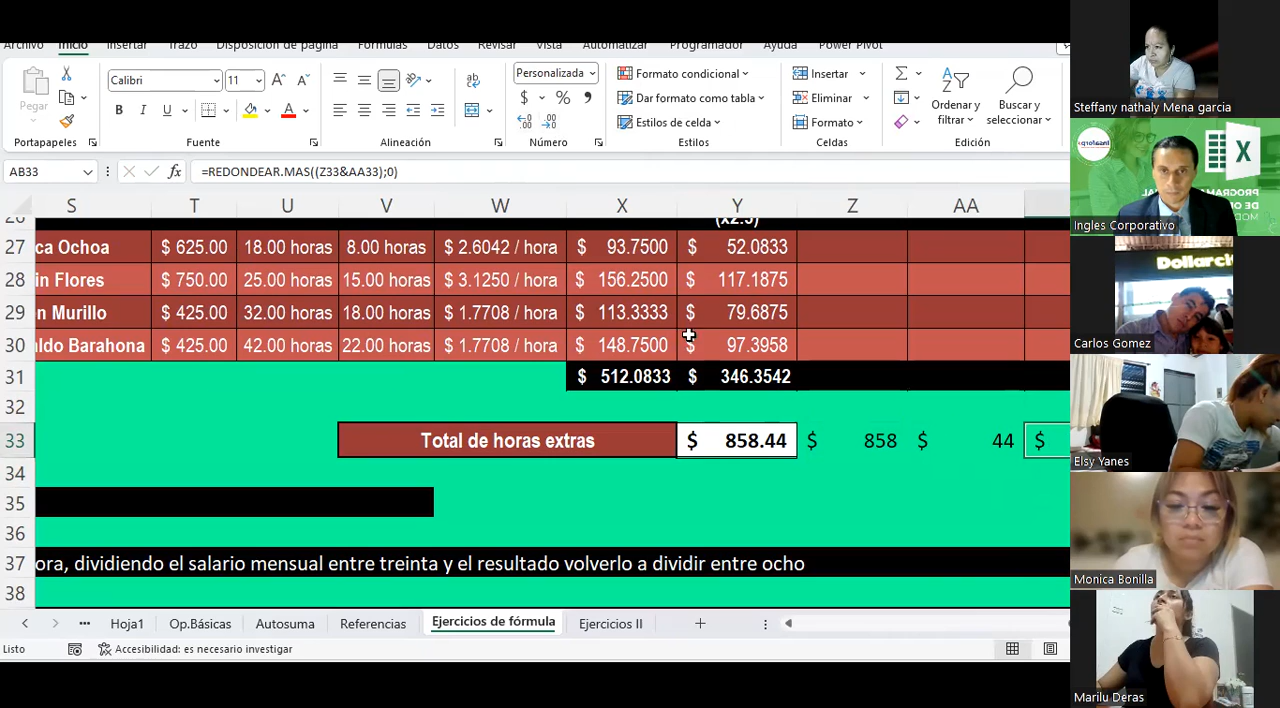 Archivo Inicio Insertar Trazo Disposición de página Fórmulas Datos Revisar Vista Automatizar Programador Ayuda Power Pivot
Pegar
Calibri 11
Personalizada
Formato condicional
Dar formato como tabla
Estilos de celda
Insertar
Eliminar
Formato
Ordenar y filtrar
Buscar y seleccionar
Portapapeles Fuente Alineación Número Estilos Celdas Edición
AB33 fx =REDONDEAR.MAS((Z33&AA33);0)
S T U V W X Y Z AA
26 (x2.5)
27 ca Ochoa $ 625.00 18.00 horas 8.00 horas $ 2.6042 / hora $ 93.7500 $ 52.0833
28 in Flores $ 750.00 25.00 horas 15.00 horas $ 3.1250 / hora $ 156.2500 $ 117.1875
29 n Murillo $ 425.00 32.00 horas 18.00 horas $ 1.7708 / hora $ 113.3333 $ 79.6875
30 ldo Barahona $ 425.00 42.00 horas 22.00 horas $ 1.7708 / hora $ 148.7500 $ 97.3958
31 $ 512.0833 $ 346.3542
32
33 Total de horas extras $ 858.44 $ 858 $ 44 $
34
35
36
37 ora, dividiendo el salario mensual entre treinta y el resultado volverlo a dividir entre ocho
38
Hoja1 Op.Básicas Autosuma Referencias Ejercicios de fórmula Ejercicios II
Listo Accesibilidad: es necesario investigar
Steffany nathaly Mena garcia
Ingles Corporativo
Dollarci
Carlos Gomez
Elsy Yanes
Monica Bonilla
Marilu Deras